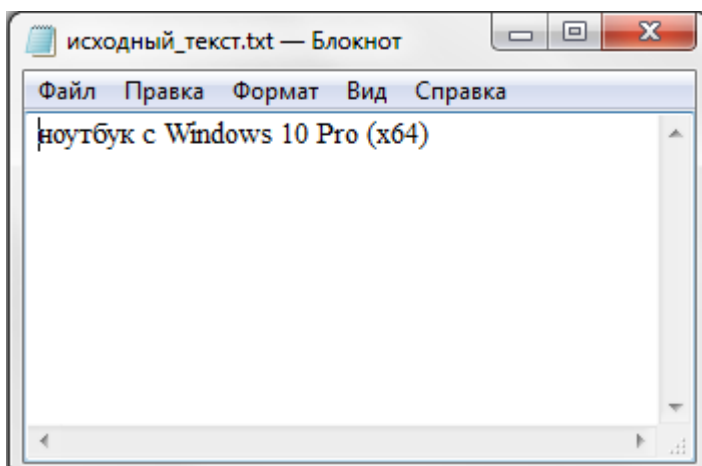 исходный_текст.txt — Блокнот
Файл Правка Формат Вид Справка
ноутбук с Windows 10 Pro (x64)